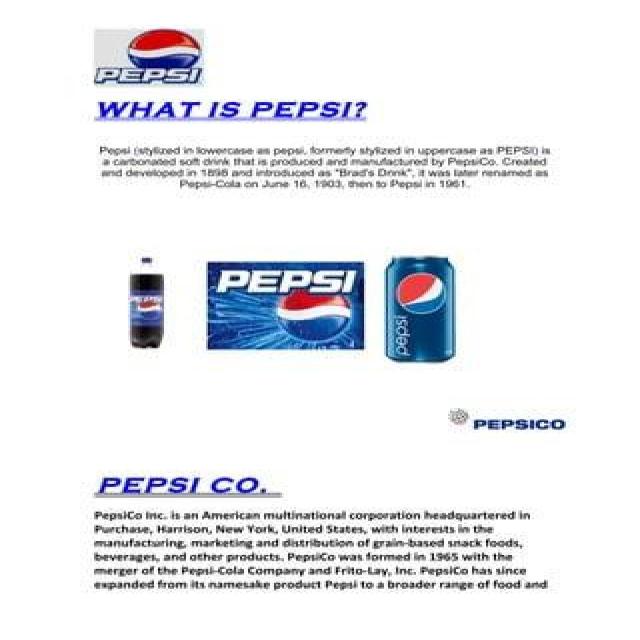 PEPSI
WHAT IS PEPSI?
Pepsi (stylized in lowercase as pepsi, formerly stylized in uppercase as PEPSI) is
a carbonated soft drink that is produced and manufactured by PepsiCo. Created
and developed in 1898 and introduced as "Brad's Drink", it was later renamed as
Pepsi-Cola on June 16, 1903, then to Pepsi in 1961.
PEPSI
PEPSI
pepsi
PEPSICO
PEPSI CO.
PepsiCo Inc. is an American multinational corporation headquartered in
Purchase, Harrison, New York, United States, with interests in the
manufacturing, marketing and distribution of grain-based snack foods,
beverages, and other products. PepsiCo was formed in 1965 with the
merger of the Pepsi-Cola Company and Frito-Lay, Inc. PepsiCo has since
expanded from its namesake product Pepsi to a broader range of food and